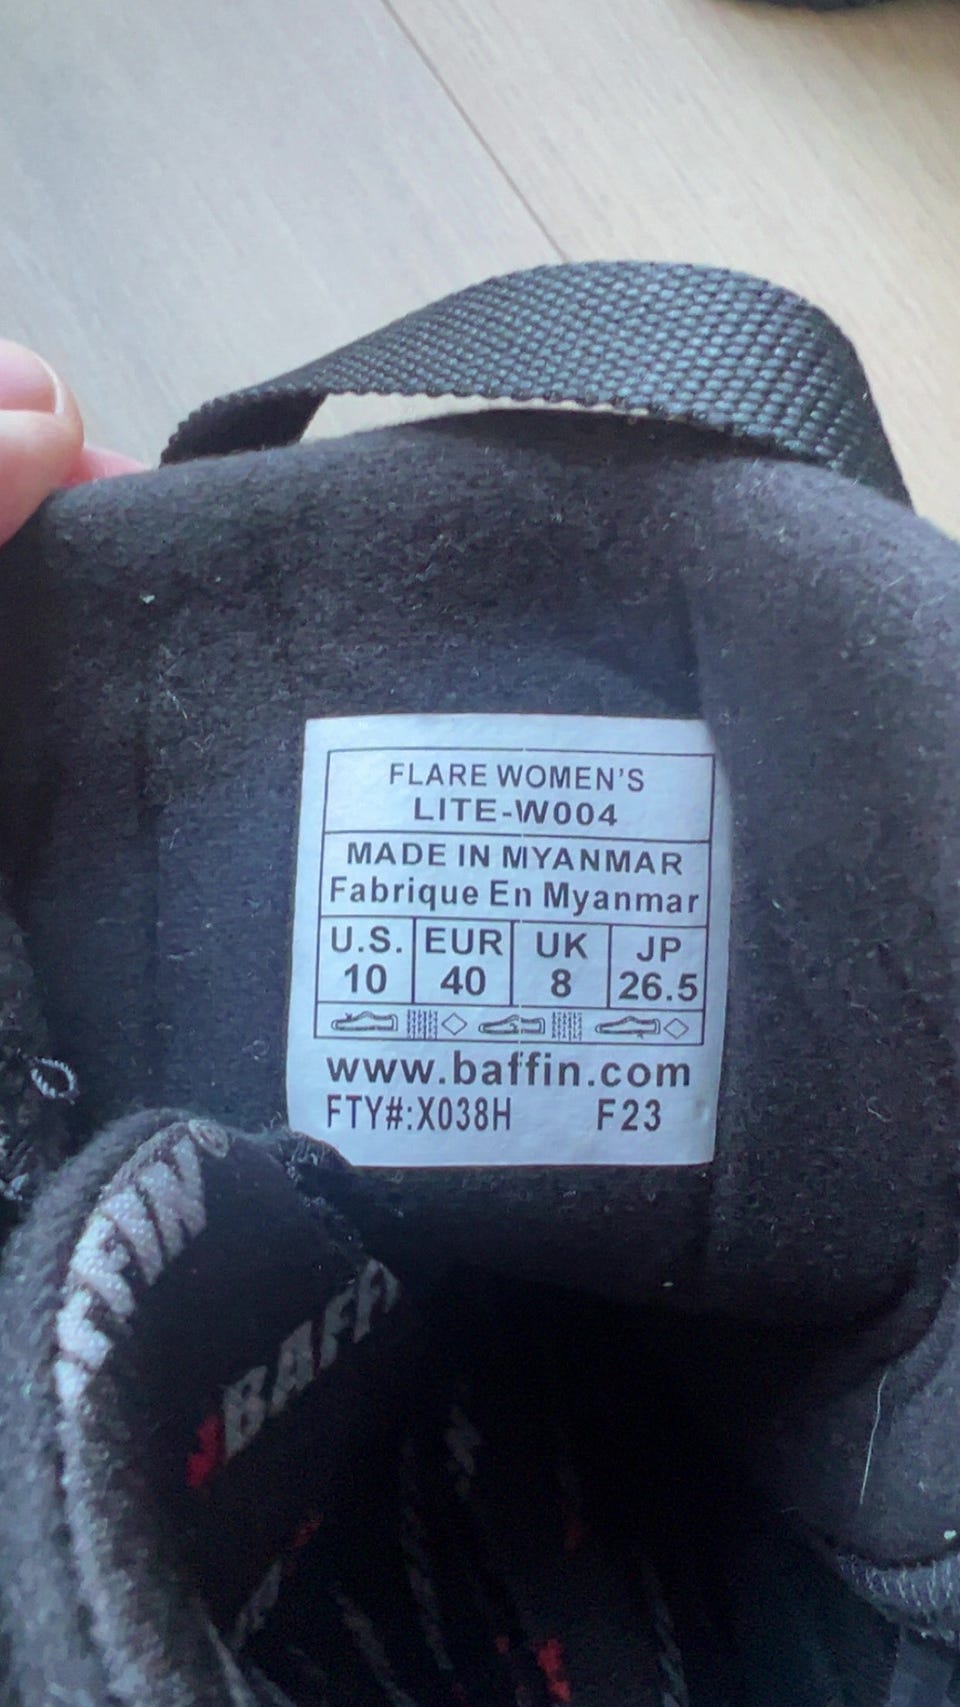 FLARE WOMEN'S
LITE-W004
MADE IN MYANMAR
Fabrique En Myanmar
U.S. EUR UK JP
10 40 8 26.5
www.baffin.com
FTY#:X038H F23
BAFF